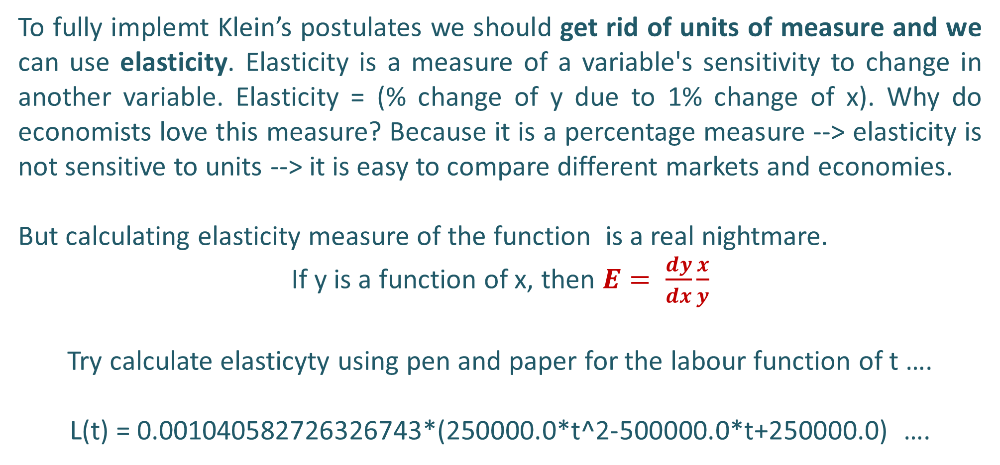 To fully implemt Klein’s postulates we should get rid of units of measure and we
can use elasticity. Elasticity is a measure of a variable's sensitivity to change in
another variable. Elasticity = (% change of y due to 1% change of x). Why do
economists love this measure? Because it is a percentage measure --> elasticity is
not sensitive to units --> it is easy to compare different markets and economies.
But calculating elasticity measure of the function  is a real nightmare.
If y is a function of x, then E = dy/dx x/y
Try calculate elasticyty using pen and paper for the labour function of t ....
L(t) = 0.001040582726326743*(250000.0*t^2-500000.0*t+250000.0)  ....